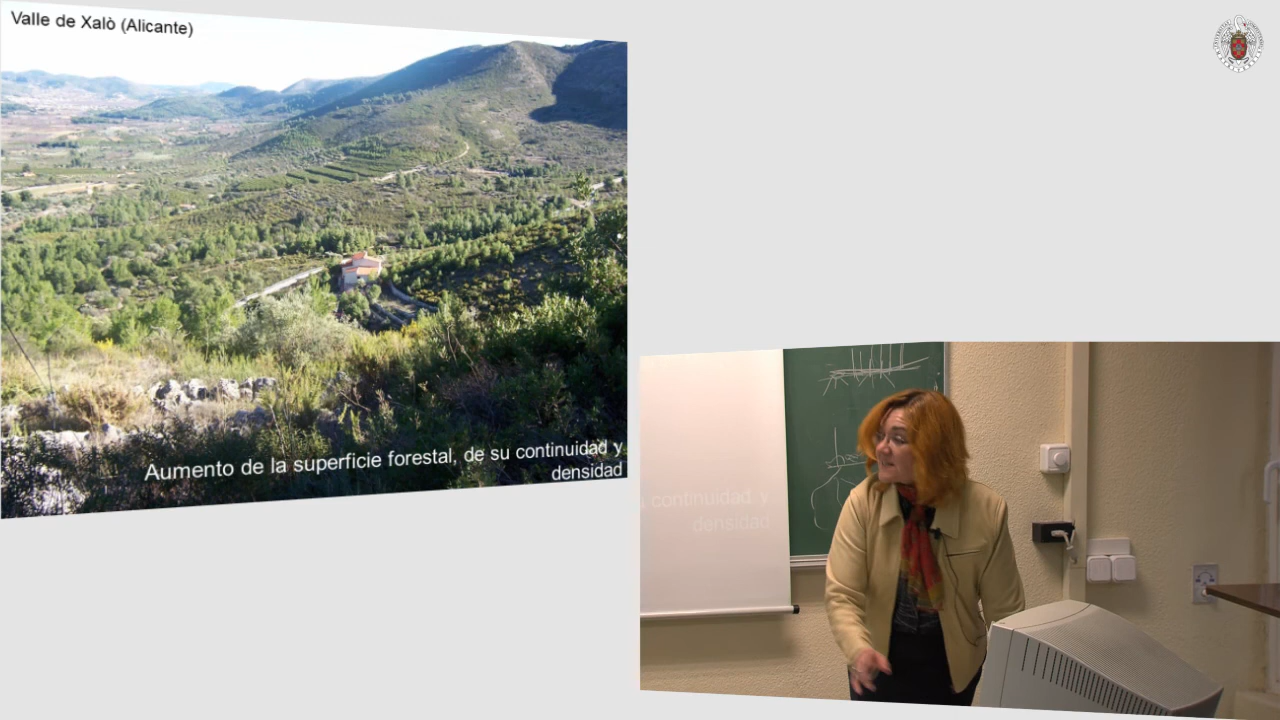 Valle de Xalò (Alicante)
Aumento de la superficie forestal, de su continuidad y
densidad
continuidad y
densidad